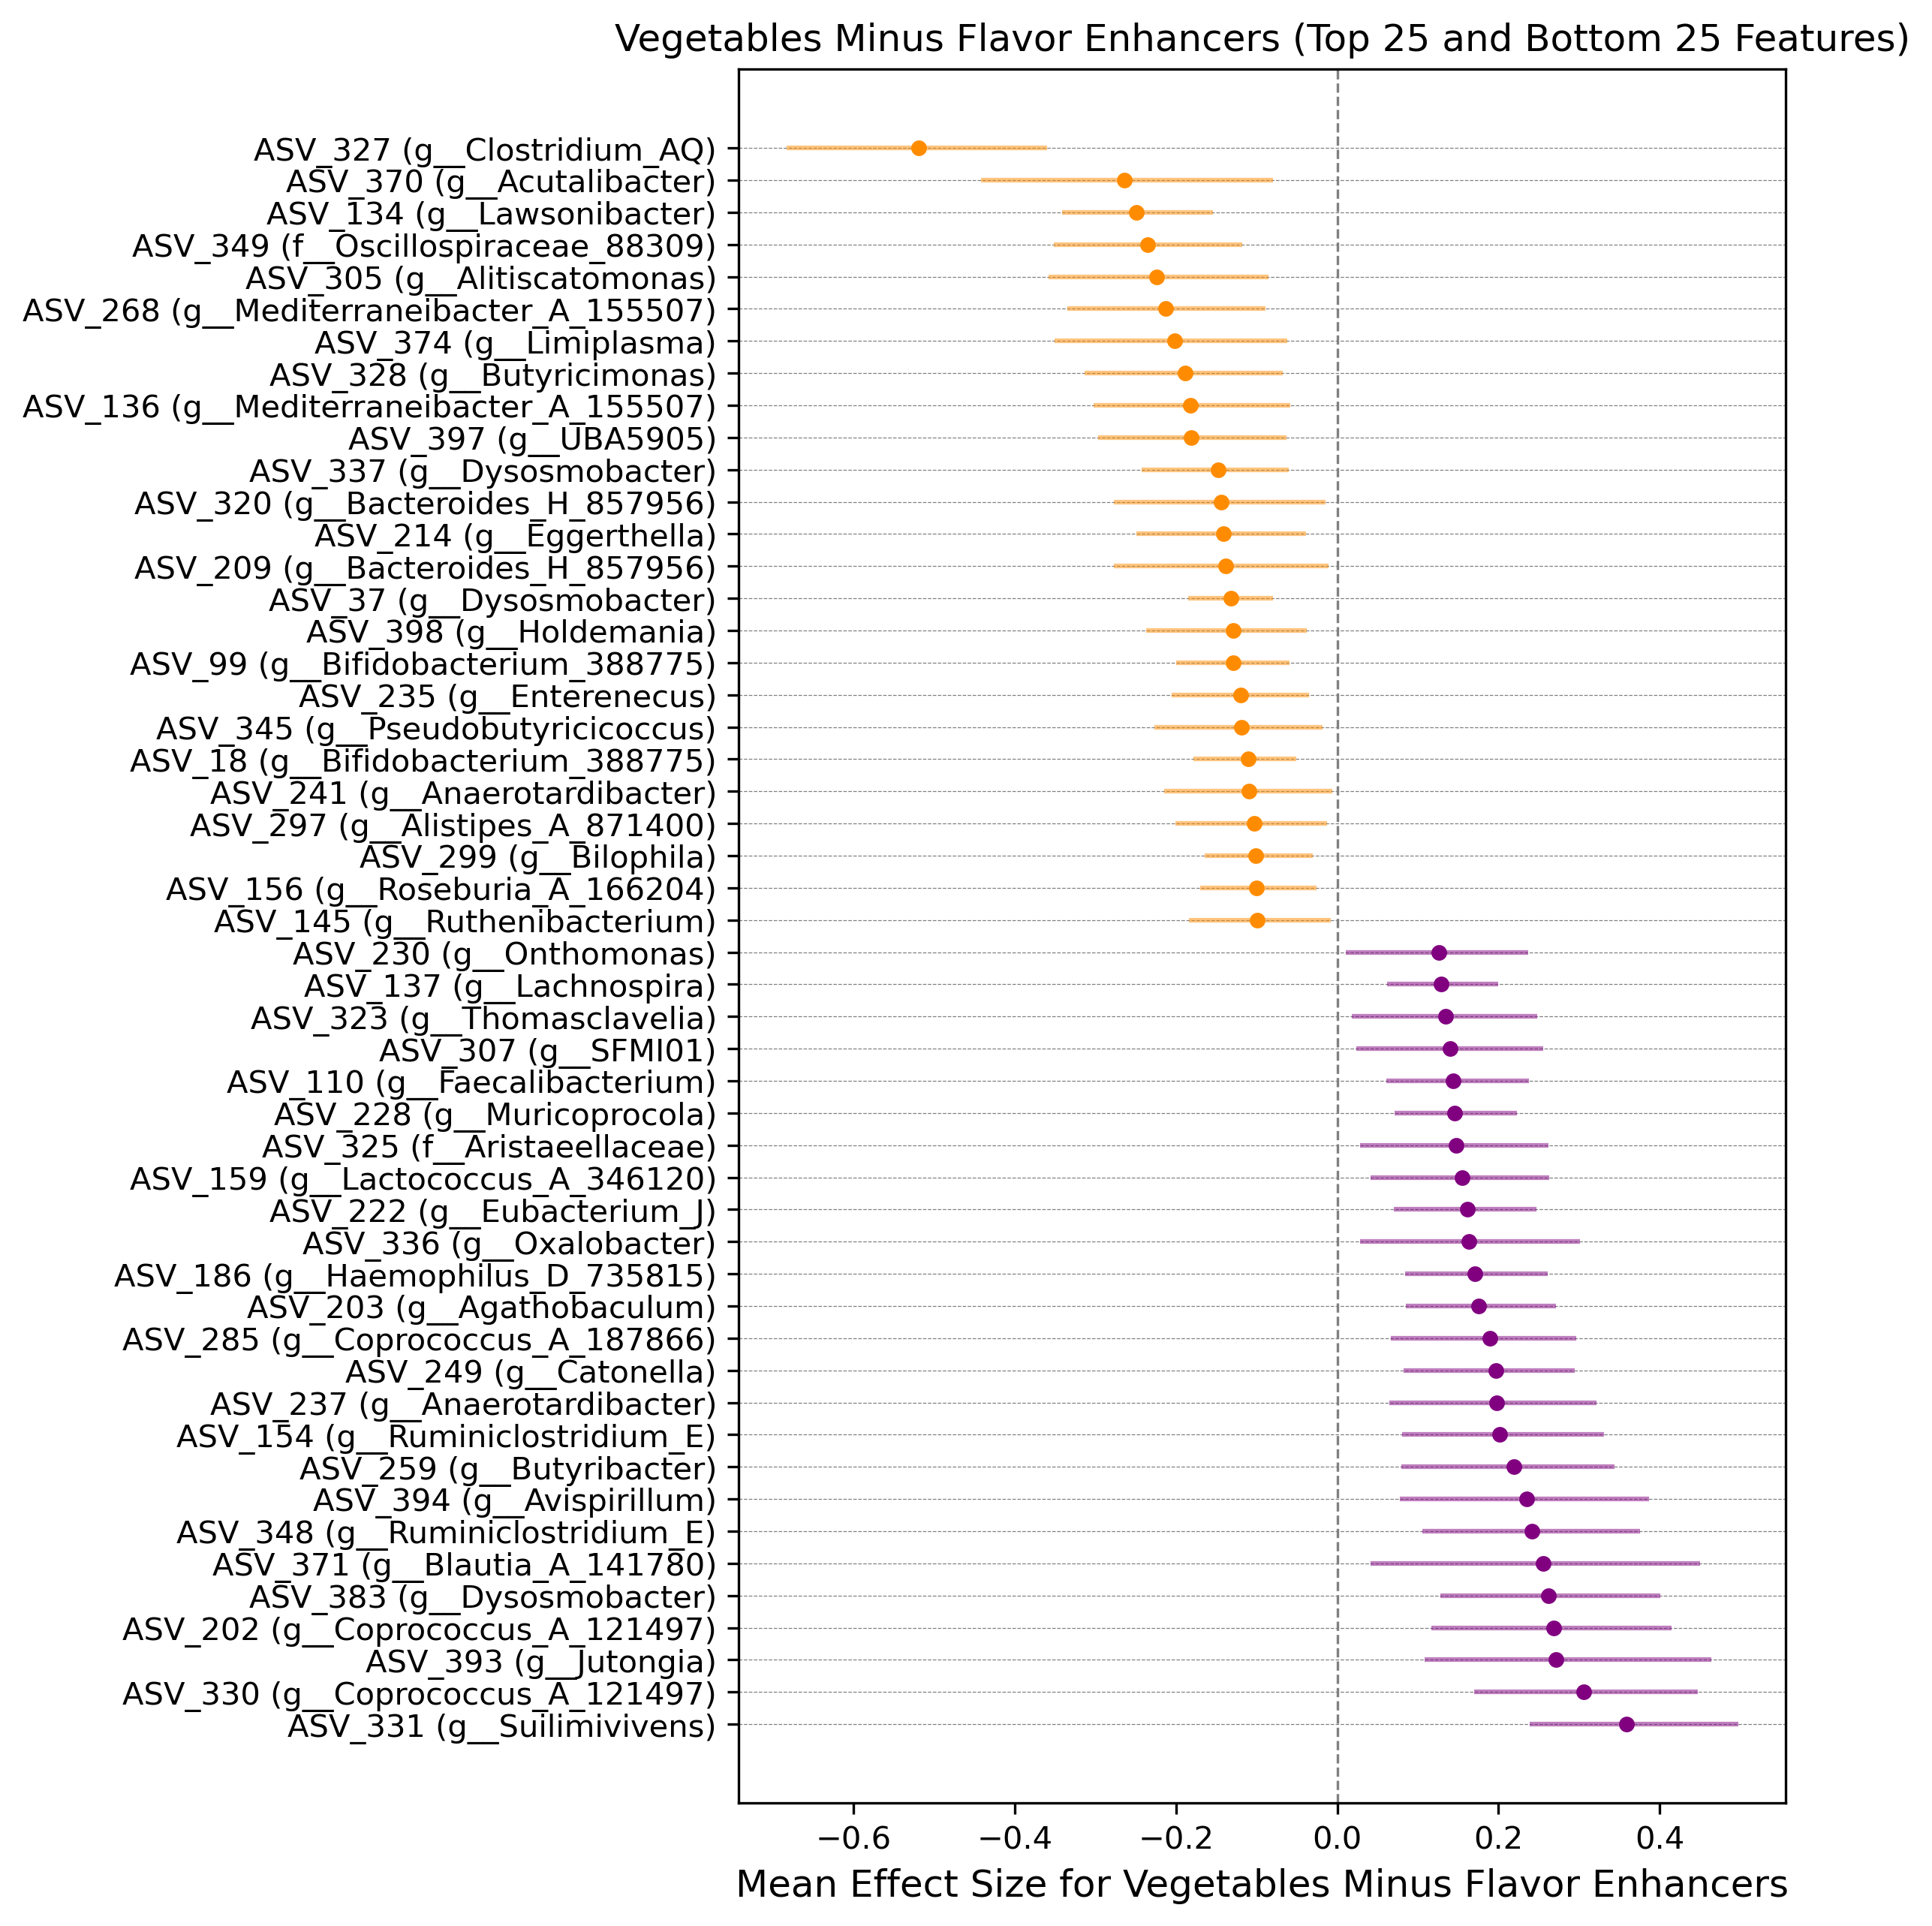 Vegetables Minus Flavor Enhancers (Top 25 and Bottom 25 Features)
ASV_327 (g__Clostridium_AQ)
ASV_370 (g__Acutalibacter)
ASV_134 (g__Lawsonibacter)
ASV_349 (f__Oscillospiraceae_88309)
ASV_305 (g__Alitiscatomonas)
ASV_268 (g__Mediterraneibacter_A_155507)
ASV_374 (g__Limiplasma)
ASV_328 (g__Butyricimonas)
ASV_136 (g__Mediterraneibacter_A_155507)
ASV_397 (g__UBA5905)
ASV_337 (g__Dysosmobacter)
ASV_320 (g__Bacteroides_H_857956)
ASV_214 (g__Eggerthella)
ASV_209 (g__Bacteroides_H_857956)
ASV_37 (g__Dysosmobacter)
ASV_398 (g__Holdemania)
ASV_99 (g__Bifidobacterium_388775)
ASV_235 (g__Enterenecus)
ASV_345 (g__Pseudobutyricicoccus)
ASV_18 (g__Bifidobacterium_388775)
ASV_241 (g__Anaerotardibacter)
ASV_297 (g__Alistipes_A_871400)
ASV_299 (g__Bilophila)
ASV_156 (g__Roseburia_A_166204)
ASV_145 (g__Ruthenibacterium)
ASV_230 (g__Onthomonas)
ASV_137 (g__Lachnospira)
ASV_323 (g__Thomasclavelia)
ASV_307 (g__SFMI01)
ASV_110 (g__Faecalibacterium)
ASV_228 (g__Muricoprocola)
ASV_325 (f__Aristaeellaceae)
ASV_159 (g__Lactococcus_A_346120)
ASV_222 (g__Eubacterium_J)
ASV_336 (g__Oxalobacter)
ASV_186 (g__Haemophilus_D_735815)
ASV_203 (g__Agathobaculum)
ASV_285 (g__Coprococcus_A_187866)
ASV_249 (g__Catonella)
ASV_237 (g__Anaerotardibacter)
ASV_154 (g__Ruminiclostridium_E)
ASV_259 (g__Butyribacter)
ASV_394 (g__Avispirillum)
ASV_348 (g__Ruminiclostridium_E)
ASV_371 (g__Blautia_A_141780)
ASV_383 (g__Dysosmobacter)
ASV_202 (g__Coprococcus_A_121497)
ASV_393 (g__Jutongia)
ASV_330 (g__Coprococcus_A_121497)
ASV_331 (g__Suilimivivens)
−0.6 −0.4 −0.2 0.0 0.2 0.4
Mean Effect Size for Vegetables Minus Flavor Enhancers